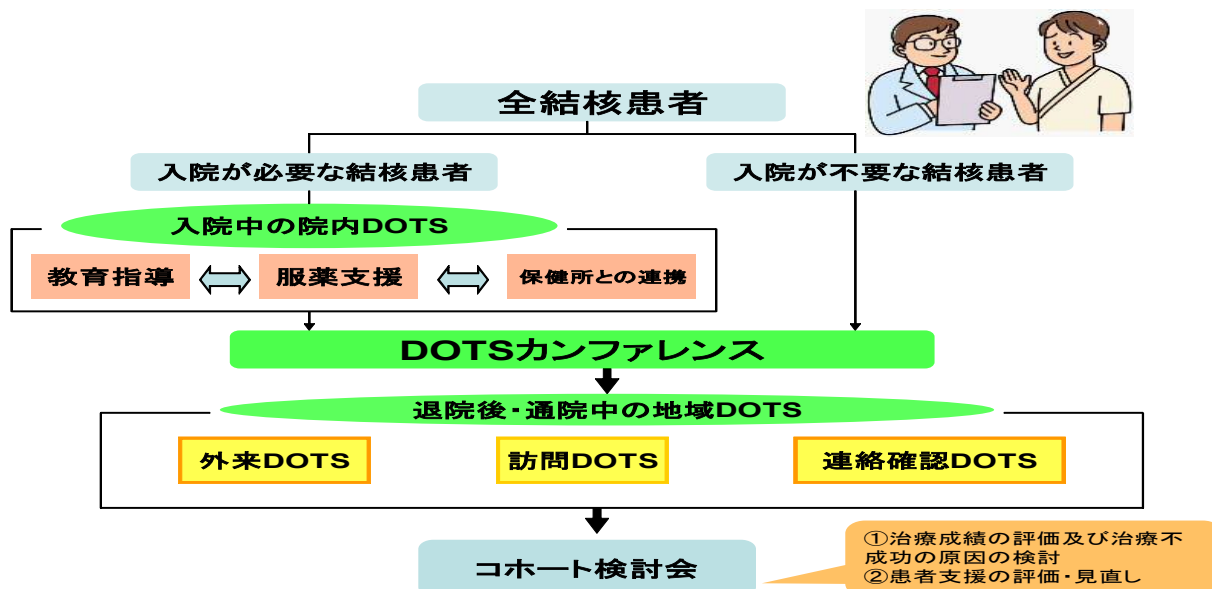 全結核患者
入院が必要な結核患者
入院が不要な結核患者
入院中の院内DOTS
教育指導
服薬支援
保健所との連携
DOTSカンファレンス
退院後・通院中の地域DOTS
外来DOTS
訪問DOTS
連絡確認DOTS
コホート検討会
①治療成績の評価及び治療不
成功の原因の検討
②患者支援の評価・見直し